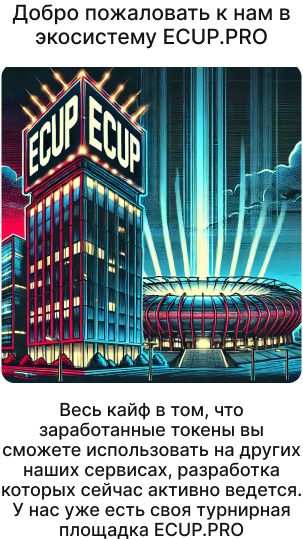 Добро пожаловать к нам в
экосистему ECUP.PRO
ECUP ECUP
Весь кайф в том, что
заработанные токены вы
сможете использовать на других
наших сервисах, разработка
которых сейчас активно ведется.
У нас уже есть своя турнирная
площадка ECUP.PRO